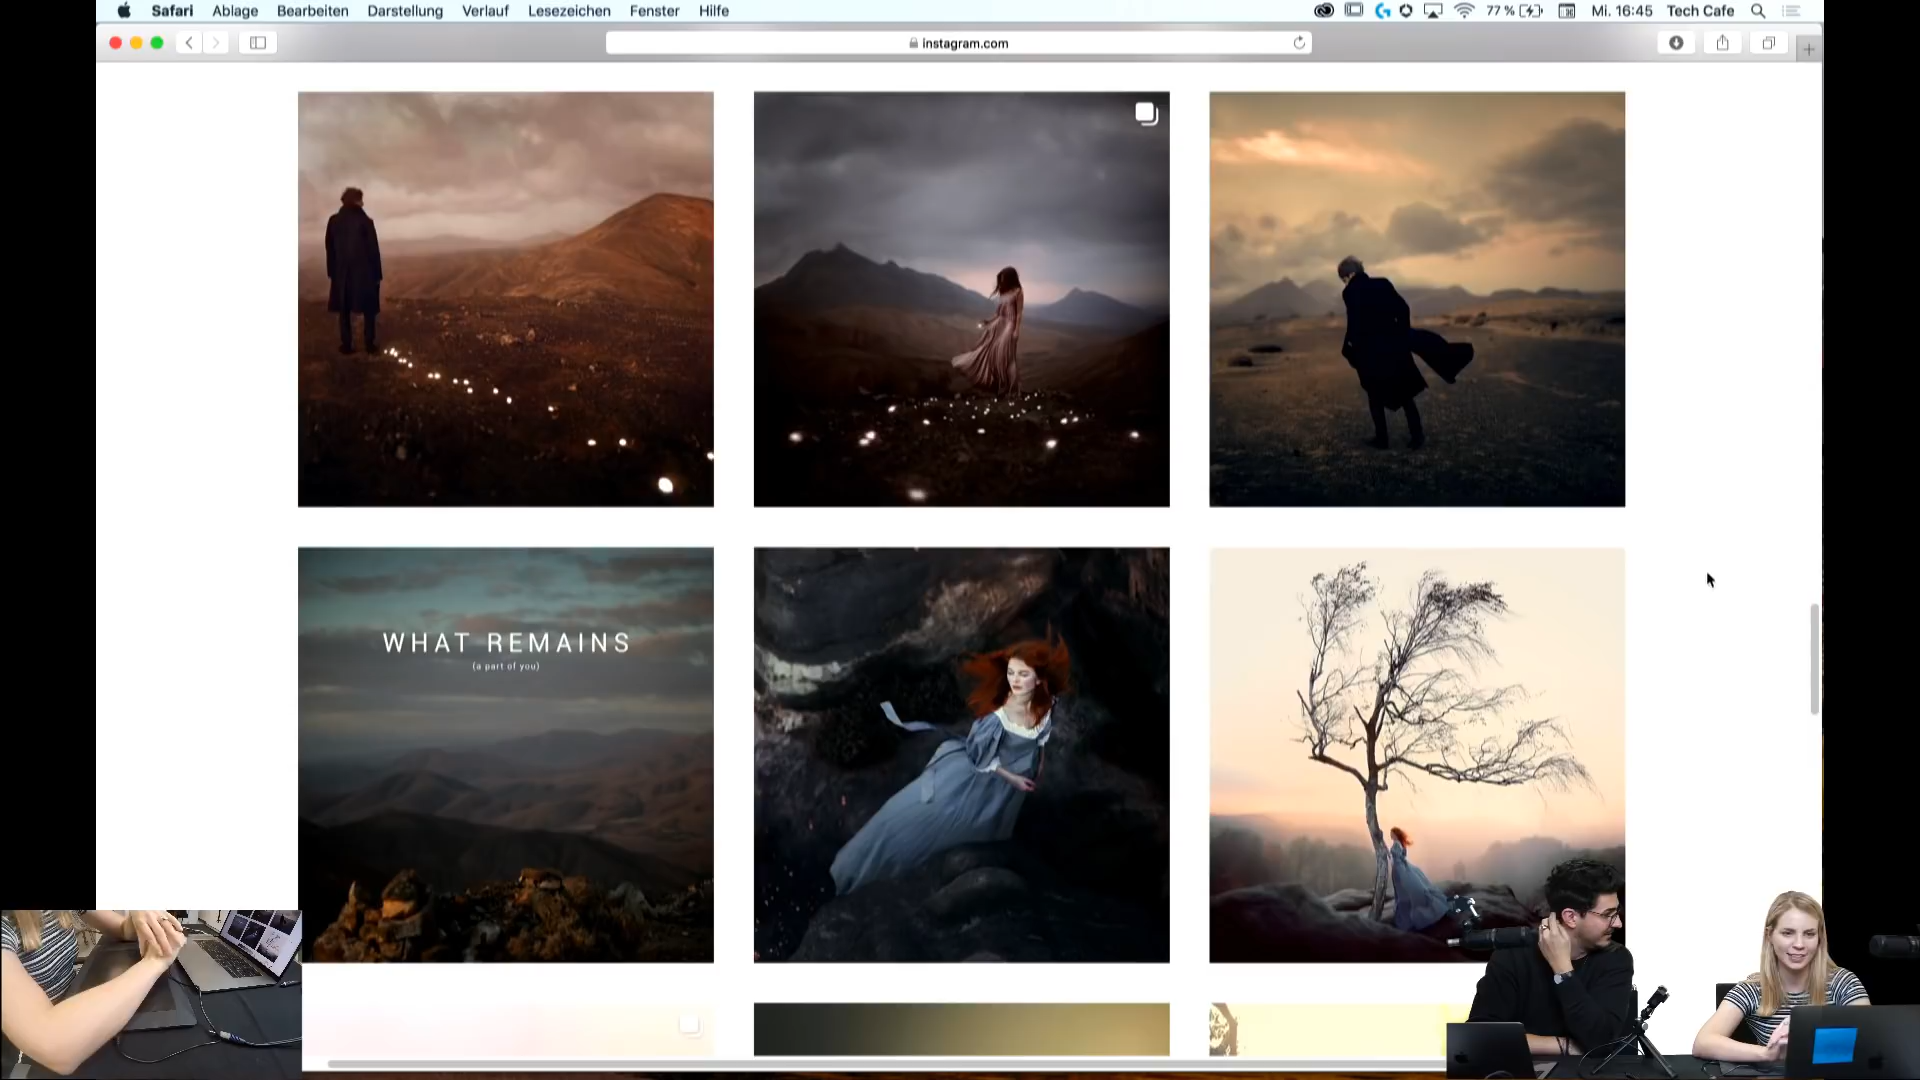 Safari Ablage Bearbeiten Darstellung Verlauf Lesezeichen Fenster Hilfe 77 % Mi. 16:45 Tech Cafe
instagram.com
WHAT REMAINS
(a part of you)